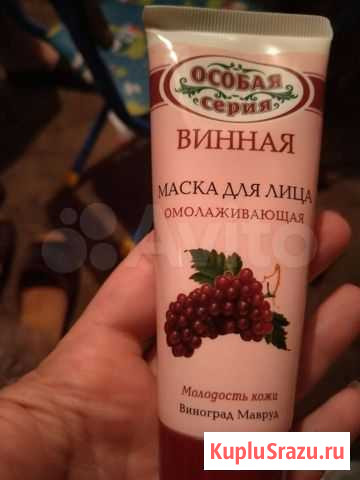 ОСОБАЯ
серия
ВИННАЯ
МАСКА ДЛЯ ЛИЦА
ОМОЛАЖИВАЮЩАЯ
Avito
Молодость кожи
Виноград Мавруд
KupluSrazu.ru